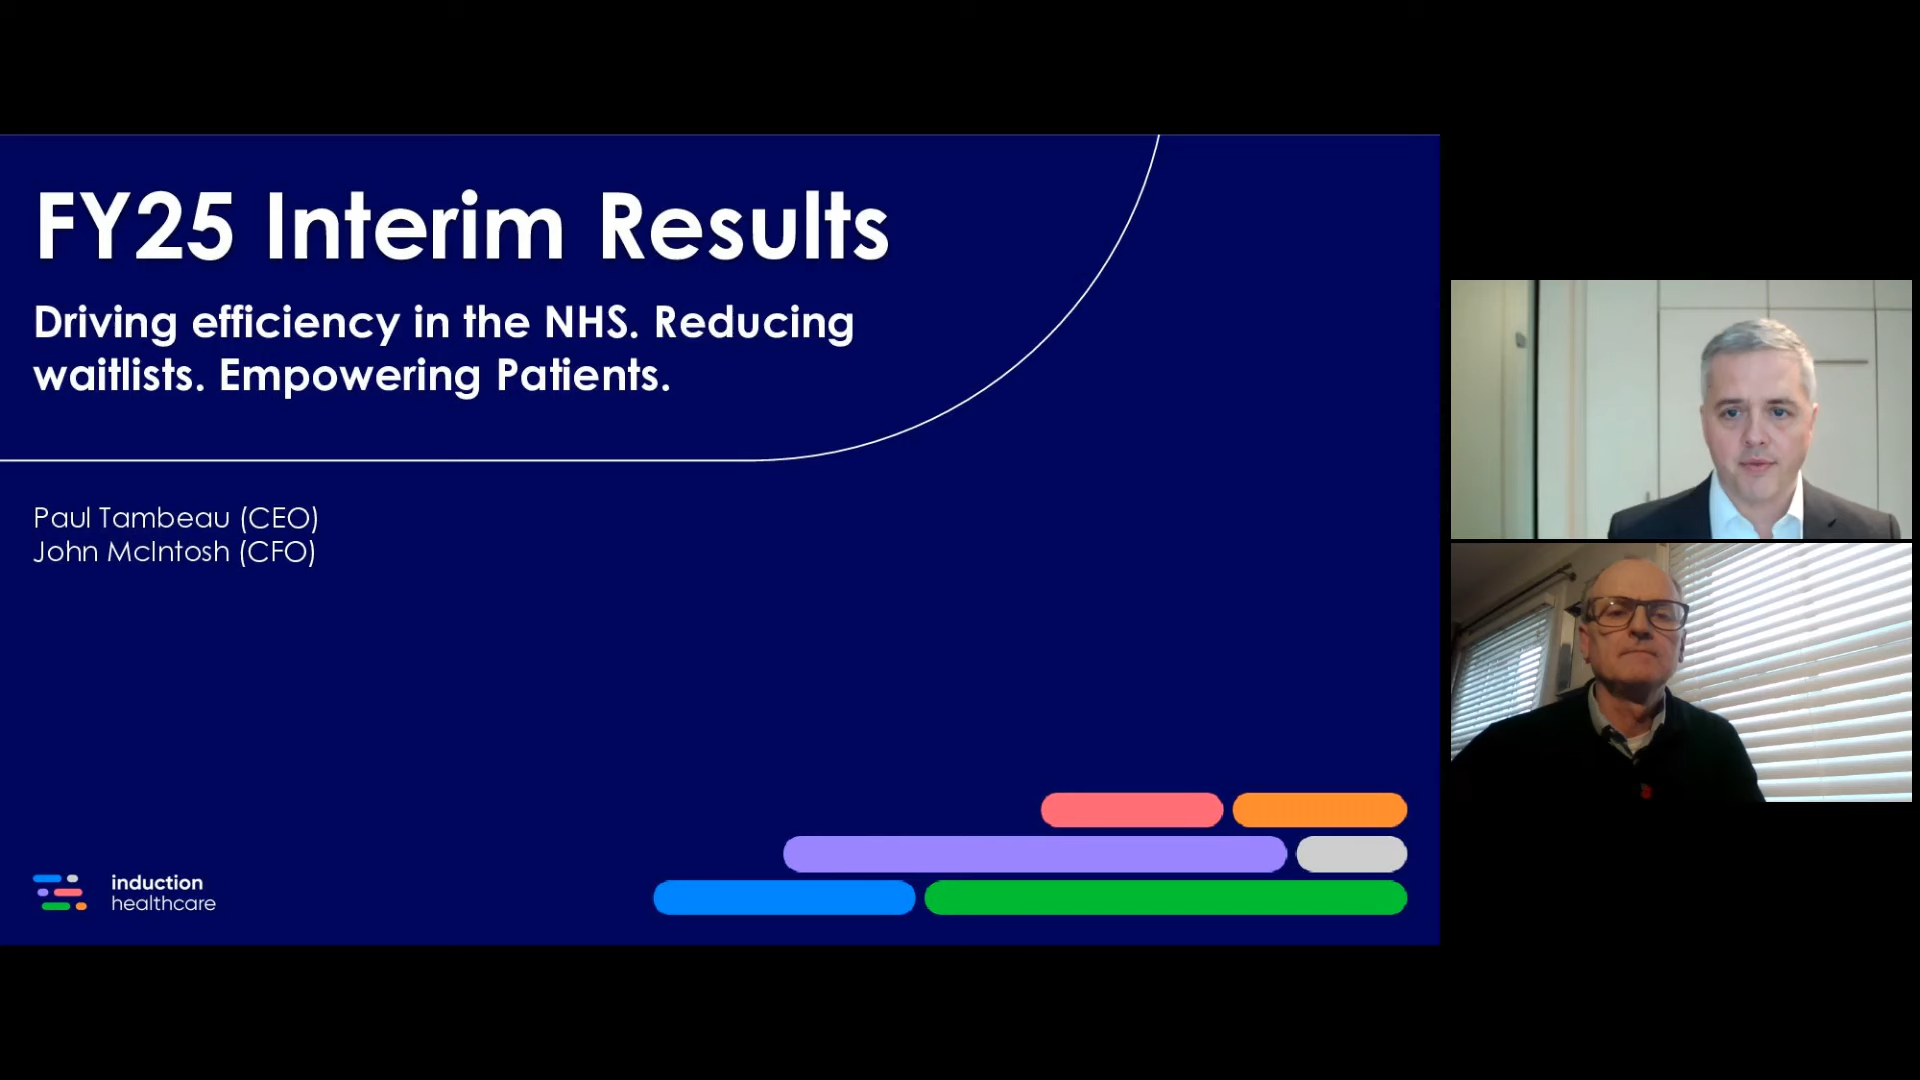 FY25 Interim Results
Driving efficiency in the NHS. Reducing
waitlists. Empowering Patients.
Paul Tambeau (CEO)
John McIntosh (CFO)
induction
healthcare